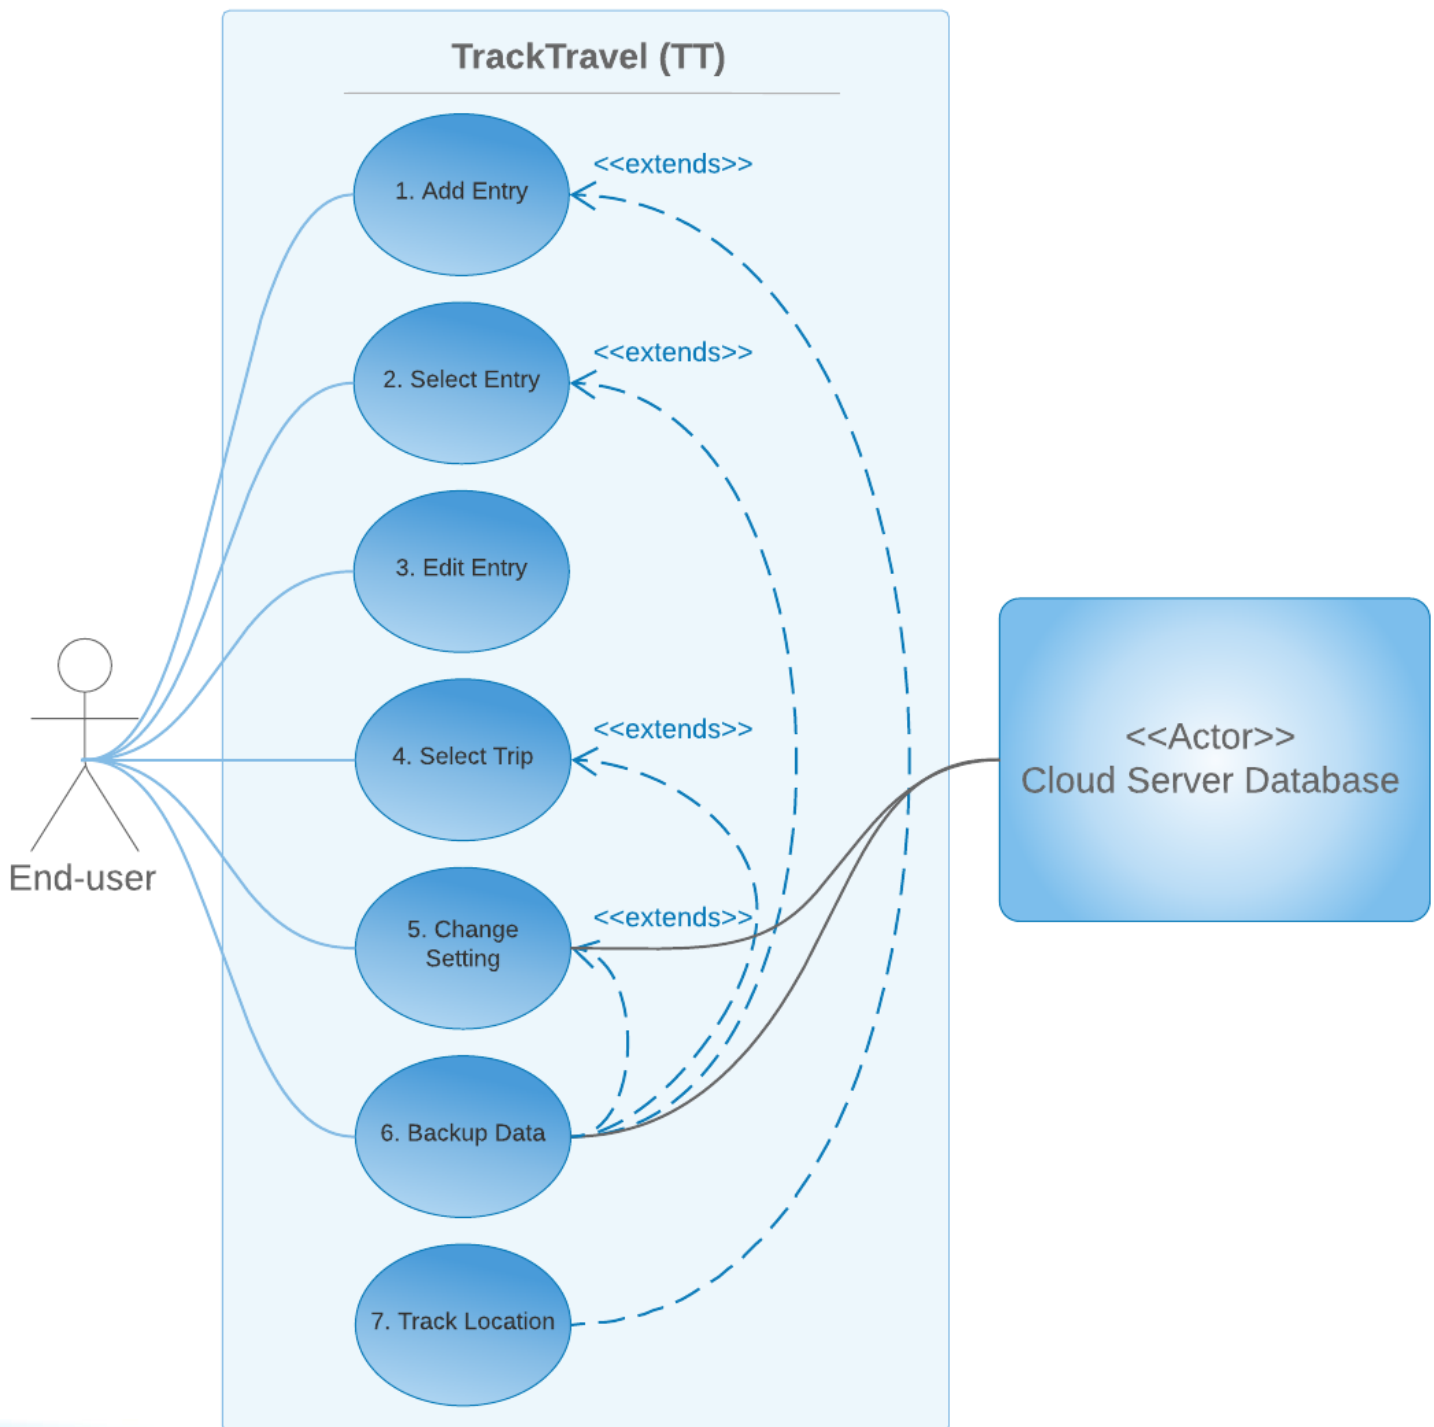 TrackTravel (TT)
<<extends>>
1. Add Entry
<<extends>>
2. Select Entry
3. Edit Entry
<<extends>>
4. Select Trip
<<Actor>>
Cloud Server Database
End-user
<<extends>>
5. Change
Setting
6. Backup Data
7. Track Location